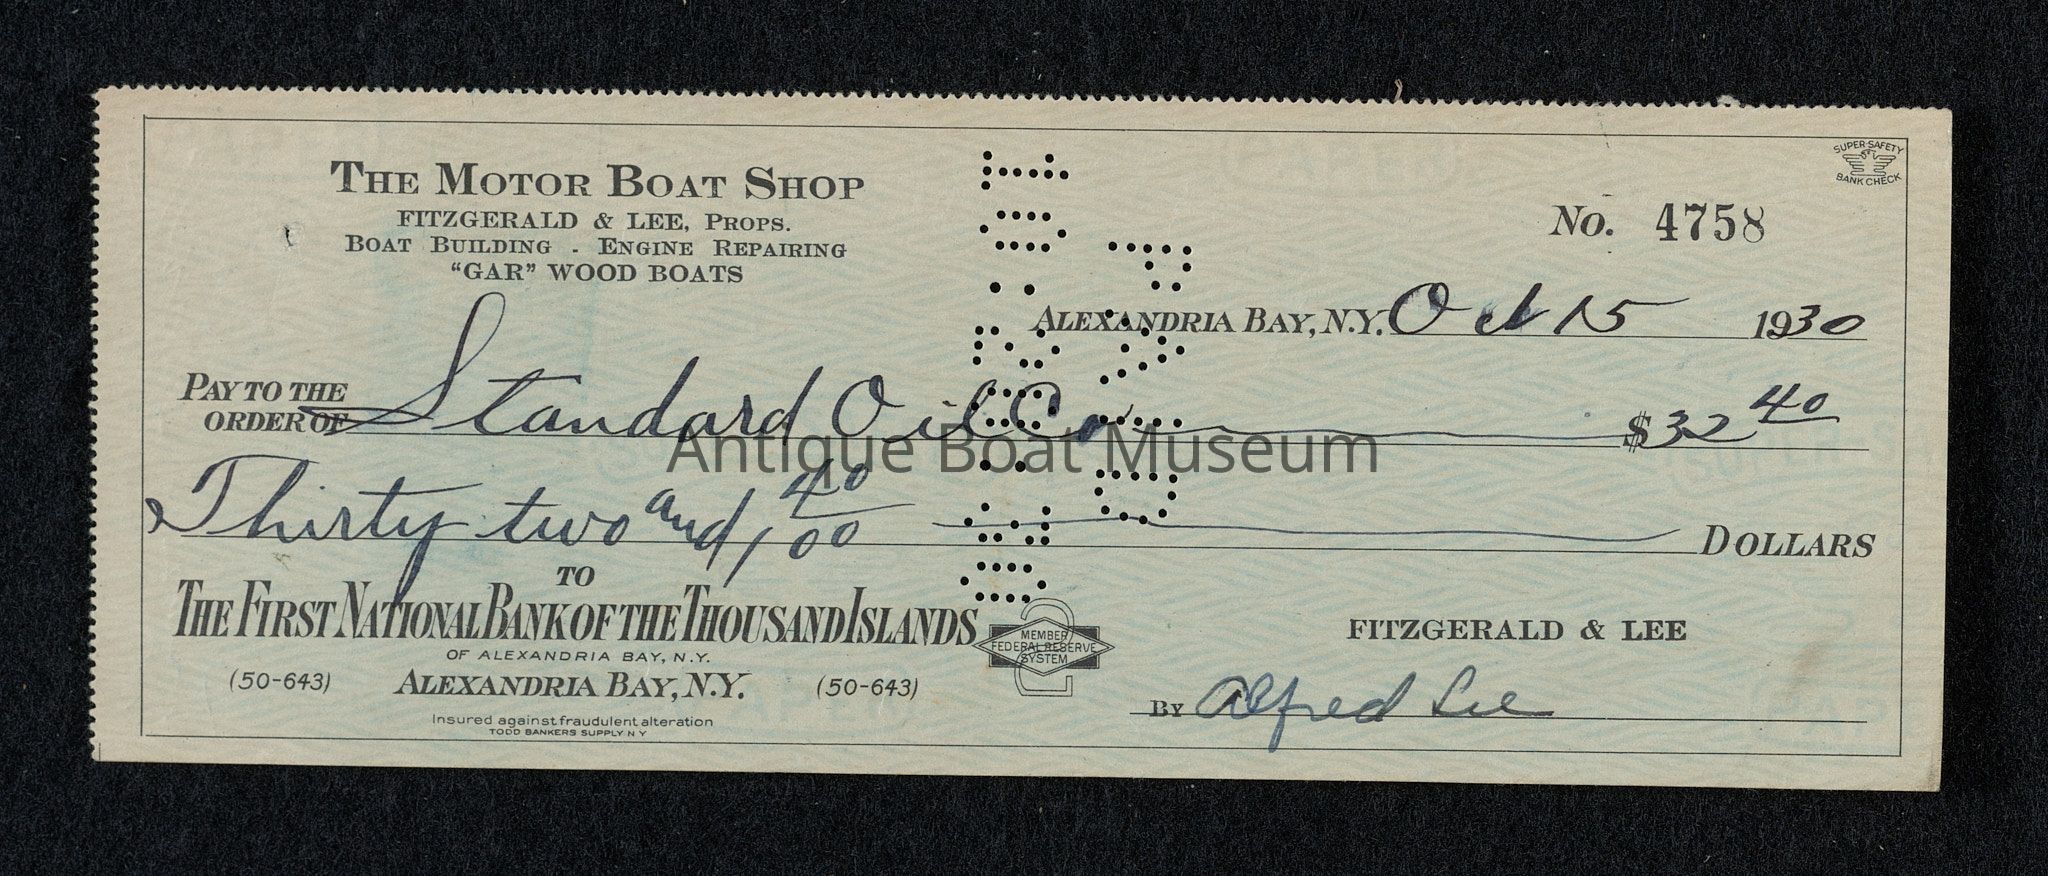 THE MOTOR BOAT SHOP
FITZGERALD & LEE, PROPS.
BOAT BUILDING - ENGINE REPAIRING
"GAR" WOOD BOATS
SUPER-SAFETY
BANK CHECK
NO. 4758
ALEXANDRIA BAY, N.Y. Oct 15 1930
PAY TO THE
ORDER OF Standard Oil Co $32 40
Antique Boat Museum
Thirty two and 40/100 DOLLARS
TO
THE FIRST NATIONAL BANK OF THE THOUSAND ISLANDS
OF ALEXANDRIA BAY, N.Y.
(50-643) ALEXANDRIA BAY, N.Y. (50-643)
MEMBER
FEDERAL RESERVE
SYSTEM
2
Insured against fraudulent alteration
TODD BANKERS SUPPLY N Y
FITZGERALD & LEE
BY Alfred Lee